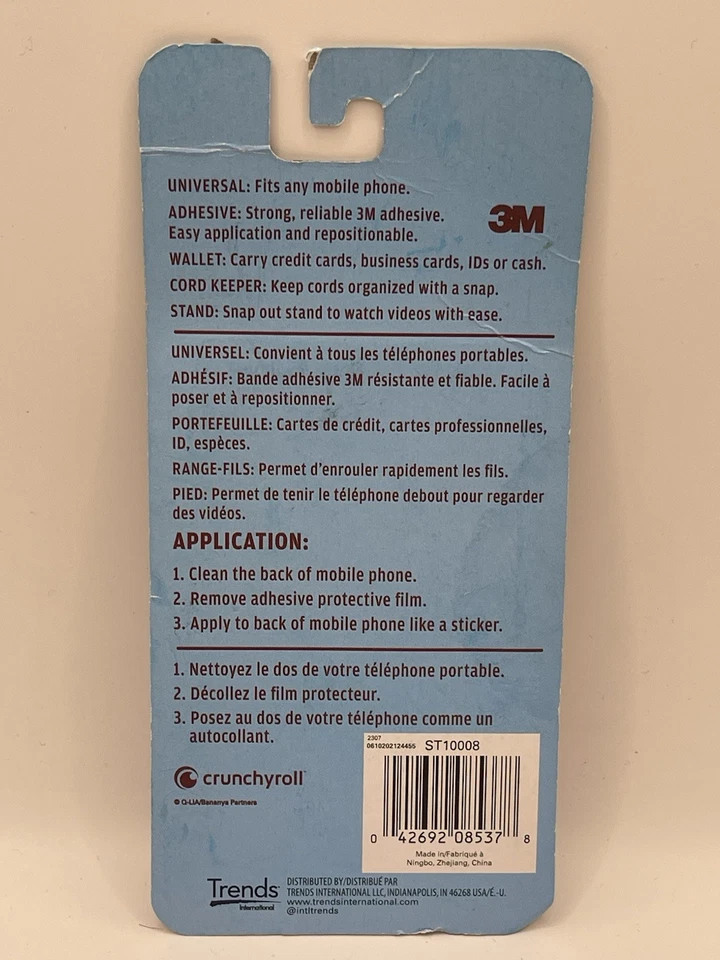 UNIVERSAL: Fits any mobile phone.
ADHESIVE: Strong, reliable 3M adhesive.
Easy application and repositionable.
3M
WALLET: Carry credit cards, business cards, IDs or cash.
CORD KEEPER: Keep cords organized with a snap.
STAND: Snap out stand to watch videos with ease.
UNIVERSEL: Convient à tous les téléphones portables.
ADHÉSIF: Bande adhésive 3M résistante et fiable. Facile à
poser et à repositionner.
PORTEFEUILLE: Cartes de crédit, cartes professionnelles,
ID, espèces.
RANGE-FILS: Permet d'enrouler rapidement les fils.
PIED: Permet de tenir le téléphone debout pour regarder
des vidéos.
APPLICATION:
1. Clean the back of mobile phone.
2. Remove adhesive protective film.
3. Apply to back of mobile phone like a sticker.
1. Nettoyez le dos de votre téléphone portable.
2. Décollez le film protecteur.
3. Posez au dos de votre téléphone comme un
autocollant.
crunchyroll
© Q-LiA/Bananya Partners
2307
0610202124455 ST10008
0 42692 08537 8
Made in/Fabriqué à
Ningbo, Zhejiang, China
Trends
International
DISTRIBUTED BY/DISTRIBUÉ PAR
TRENDS INTERNATIONAL LLC, INDIANAPOLIS, IN 46268 USA/É.-U.
www.trendsinternational.com
@intltrends